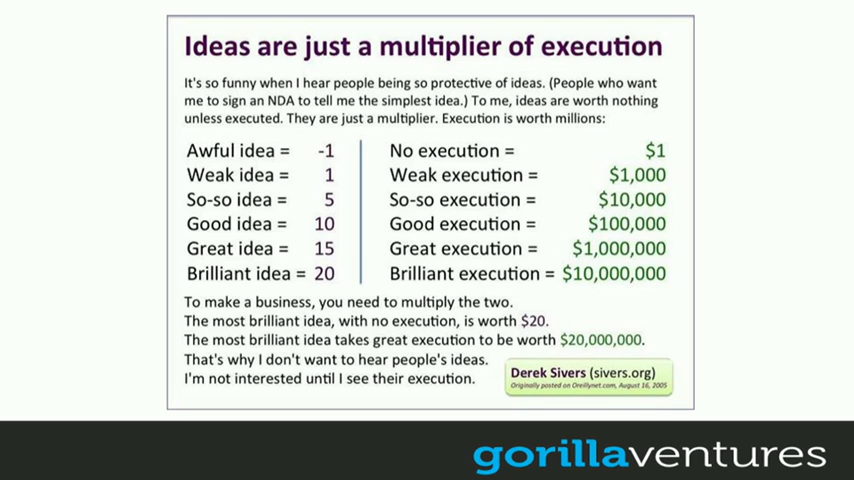 Ideas are just a multiplier of execution
It's so funny when I hear people being so protective of ideas. (People who want
me to sign an NDA to tell me the simplest idea.) To me, ideas are worth nothing
unless executed. They are just a multiplier. Execution is worth millions:
Awful idea = -1
Weak idea = 1
So-so idea = 5
Good idea = 10
Great idea = 15
Brilliant idea = 20
No execution = $1
Weak execution = $1,000
So-so execution = $10,000
Good execution = $100,000
Great execution = $1,000,000
Brilliant execution = $10,000,000
To make a business, you need to multiply the two.
The most brilliant idea, with no execution, is worth $20.
The most brilliant idea takes great execution to be worth $20,000,000.
That's why I don't want to hear people's ideas.
I'm not interested until I see their execution.
Derek Sivers (sivers.org)
Originally posted on Oreillynet.com, August 16, 2005
gorillaventures